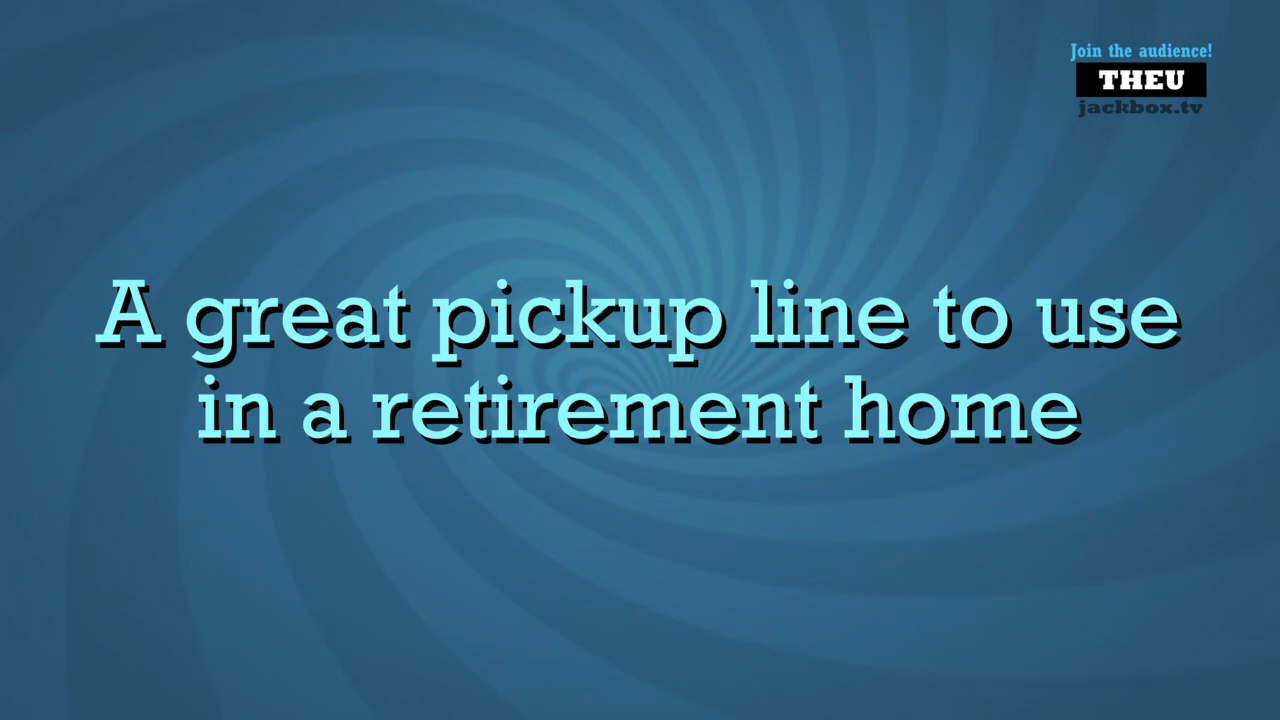 Join the audience!
THEU
jackbox.tv
A great pickup line to use
in a retirement home